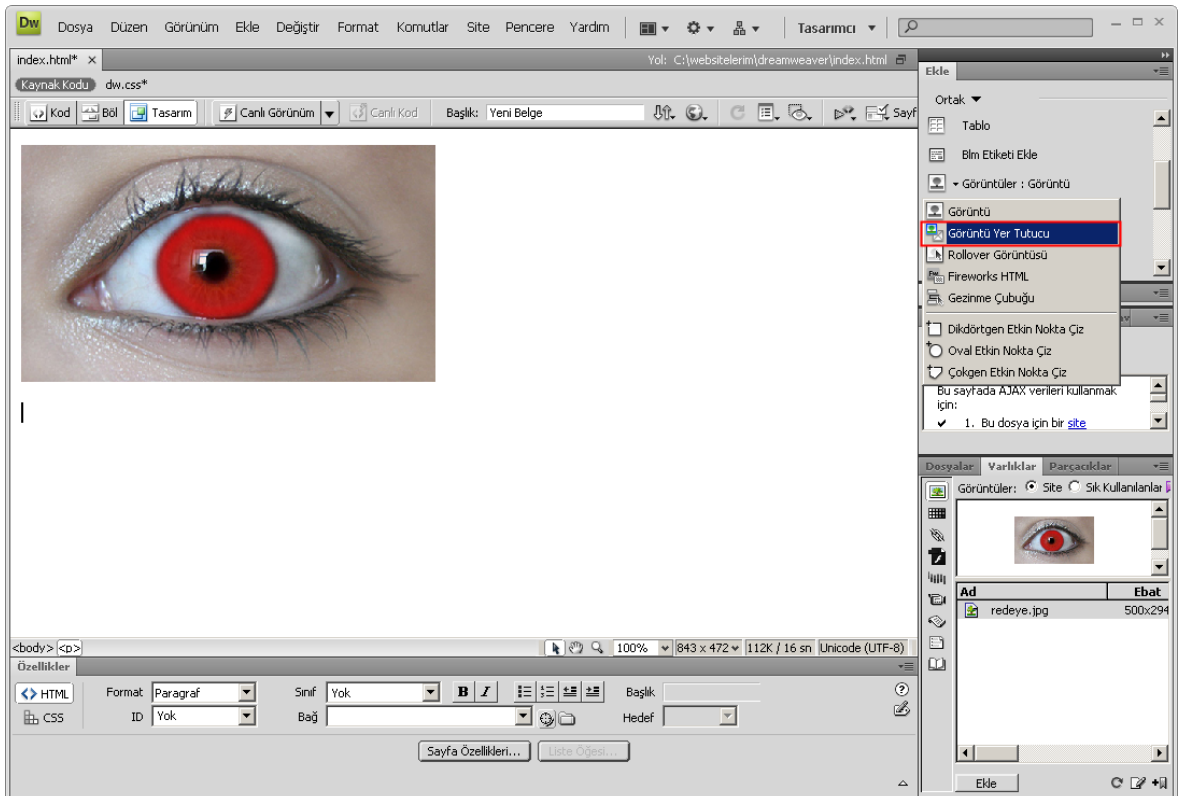 Dw Dosya Düzen Görünüm Ekle Değiştir Format Komutlar Site Pencere Yardım Tasarımcı
index.html* Yol: C:\websitelerim\dreamweaver\index.html
Kaynak Kodu dw.css*
Kod Böl Tasarım Canlı Görünüm Canlı Kod Başlık: Yeni Belge Sayf
Ekle
Ortak
Tablo
Blm Etiketi Ekle
Görüntüler : Görüntü
Görüntü
Görüntü Yer Tutucu
Rollover Görüntüsü
Fireworks HTML
Gezinme Çubuğu
Dikdörtgen Etkin Nokta Çiz
Oval Etkin Nokta Çiz
Çokgen Etkin Nokta Çiz
Bu sayfada AJAX verileri kullanmak
için:
1. Bu dosya için bir site
Dosyalar Varlıklar Parçacıklar
Görüntüler: Site Sık Kullanılanlar
Ad Ebat
redeye.jpg 500x294
Ekle
<body> <p> 100% 843 x 472 112K / 16 sn Unicode (UTF-8)
Özellikler
<> HTML Format Paragraf Sınıf Yok B I Başlık
CSS ID Yok Bağ Hedef
Sayfa Özellikleri... Liste Öğesi...